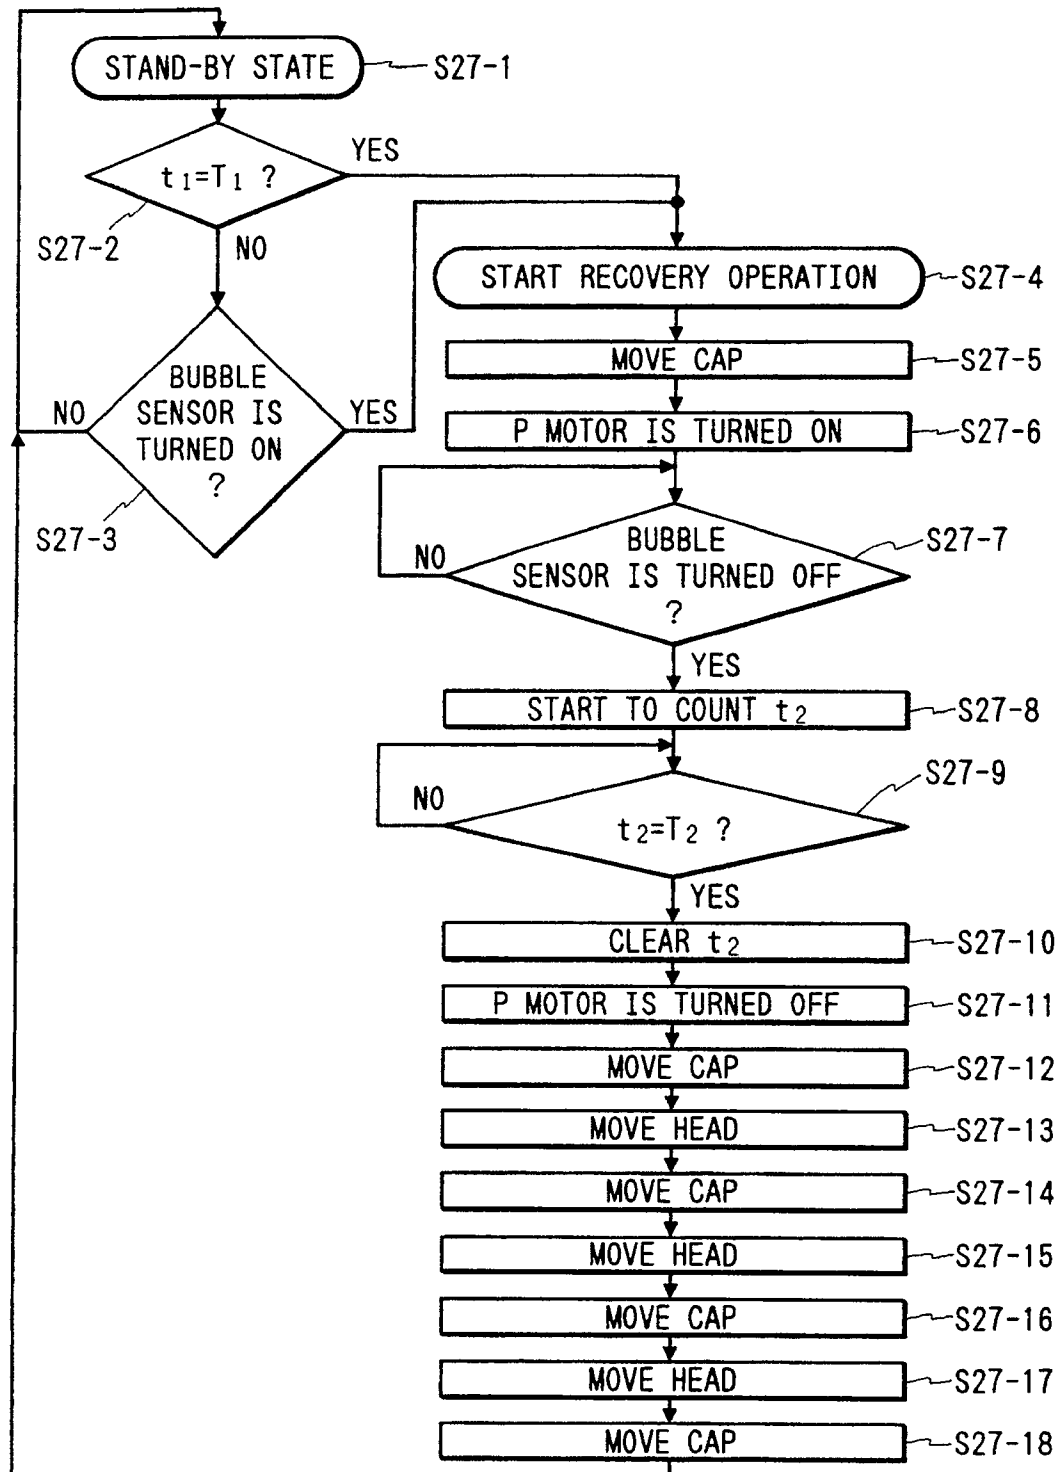 STAND-BY STATE
S27-1
t1=T1 ?
YES
S27-2
NO
BUBBLE
SENSOR IS
TURNED ON
?
NO
YES
S27-3
START RECOVERY OPERATION
S27-4
MOVE CAP
S27-5
P MOTOR IS TURNED ON
S27-6
BUBBLE
SENSOR IS TURNED OFF
?
NO
S27-7
YES
START TO COUNT t2
S27-8
NO
t2=T2 ?
S27-9
YES
CLEAR t2
S27-10
P MOTOR IS TURNED OFF
S27-11
MOVE CAP
S27-12
MOVE HEAD
S27-13
MOVE CAP
S27-14
MOVE HEAD
S27-15
MOVE CAP
S27-16
MOVE HEAD
S27-17
MOVE CAP
S27-18